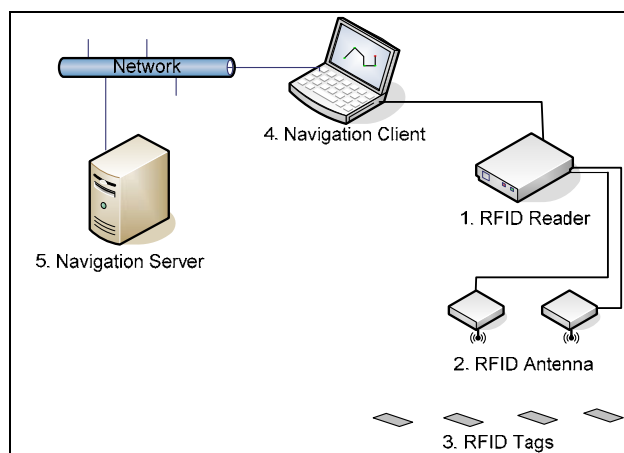 Network
4. Navigation Client
1. RFID Reader
5. Navigation Server
2. RFID Antenna
3. RFID Tags